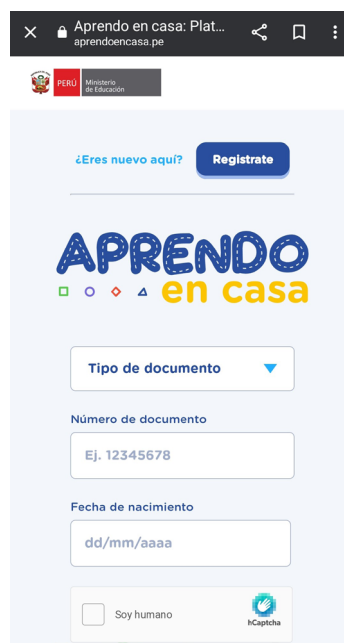 Aprendo en casa: Plat...
aprendoencasa.pe
PERÚ
Ministerio
de Educación
¿Eres nuevo aquí?
Registrate
APRENDO
en casa
Tipo de documento
Número de documento
Ej. 12345678
Fecha de nacimiento
dd/mm/aaaa
Soy humano
hCaptcha